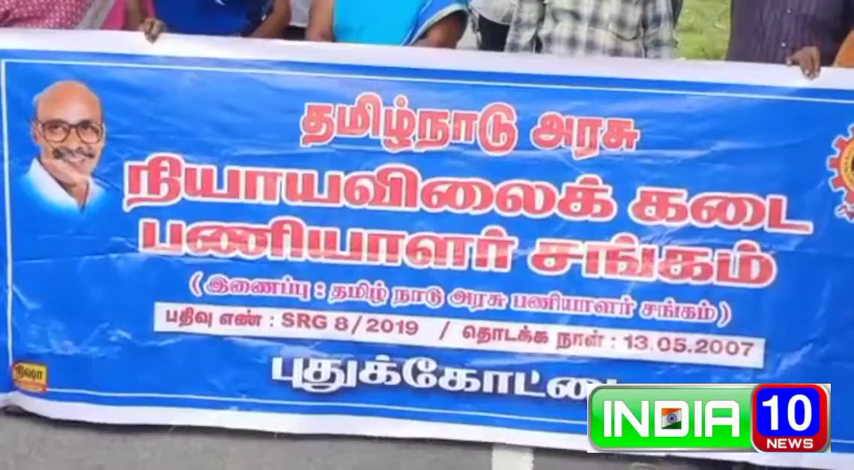 தமிழ்நாடு அரசு
நியாயவிலைக் கடை
பணியாளர் சங்கம்
( இணைப்பு : தமிழ் நாடு அரசு பணியாளர் சங்கம் )
பதிவு எண் : SRG 8/2019 / தொடக்க நாள் : 13.05.2007
புதுக்கோட்டை
INDIA 10
NEWS